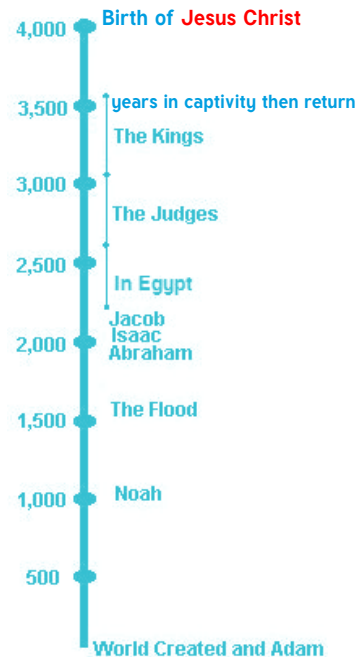 4,000 Birth of Jesus Christ
3,500 years in captivity then return
The Kings
3,000
The Judges
2,500
In Egypt
Jacob
Isaac
2,000 Abraham
The Flood
1,500
1,000 Noah
500
World Created and Adam